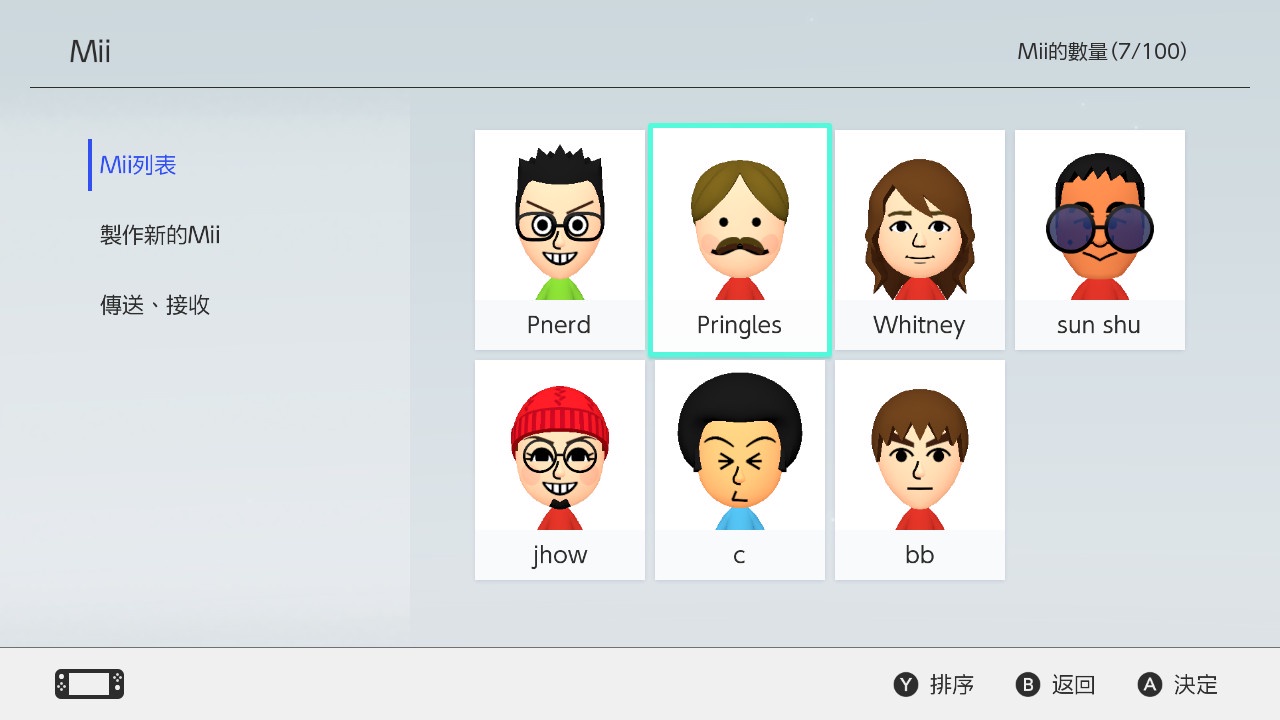 Mii
Mii的數量(7/100)
Mii列表
製作新的Mii
傳送、接收
Pnerd
Pringles
Whitney
sun shu
jhow
c
bb
Y 排序
B 返回
A 決定